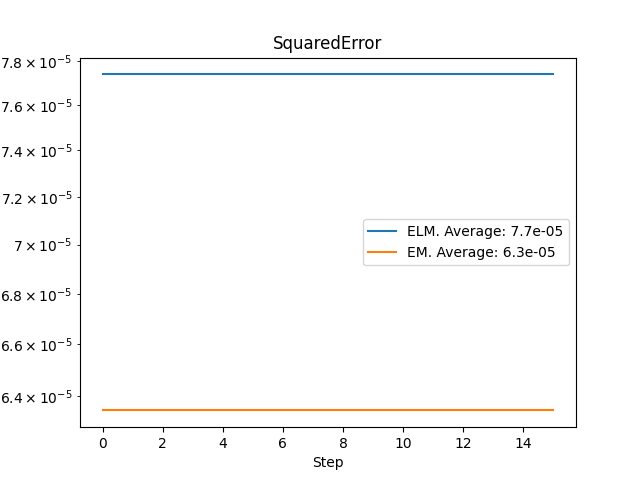 SquaredError
7.8 × 10⁻⁵
7.6 × 10⁻⁵
7.4 × 10⁻⁵
7.2 × 10⁻⁵
7 × 10⁻⁵
6.8 × 10⁻⁵
6.6 × 10⁻⁵
6.4 × 10⁻⁵
ELM. Average: 7.7e-05
EM. Average: 6.3e-05
0 2 4 6 8 10 12 14
Step